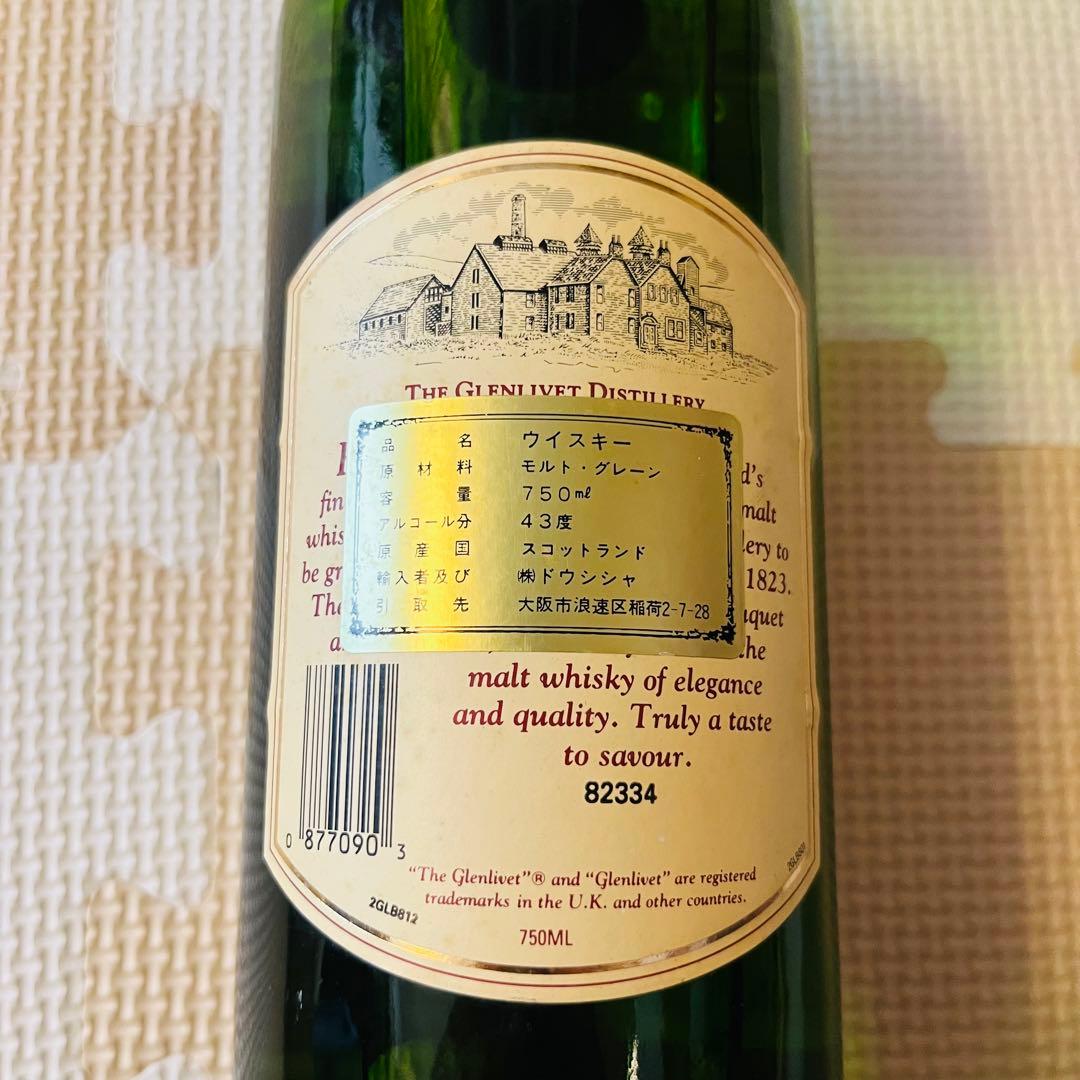 THE GLENLIVET DISTILLERY
品名 ウイスキー
原材料 モルト・グレーン
容量 750㎖
アルコール分 43度
原産国 スコットランド
輸入者及び ㈱ドウシシャ
引取先 大阪市浪速区稲荷2-7-28
d's
fin malt
whis lery to
be gr 1823.
The uquet
a he
malt whisky of elegance
and quality. Truly a taste
to savour.
82334
0 877090 3
"The Glenlivet"® and "Glenlivet" are registered
trademarks in the U.K. and other countries.
2GLB812
750ML